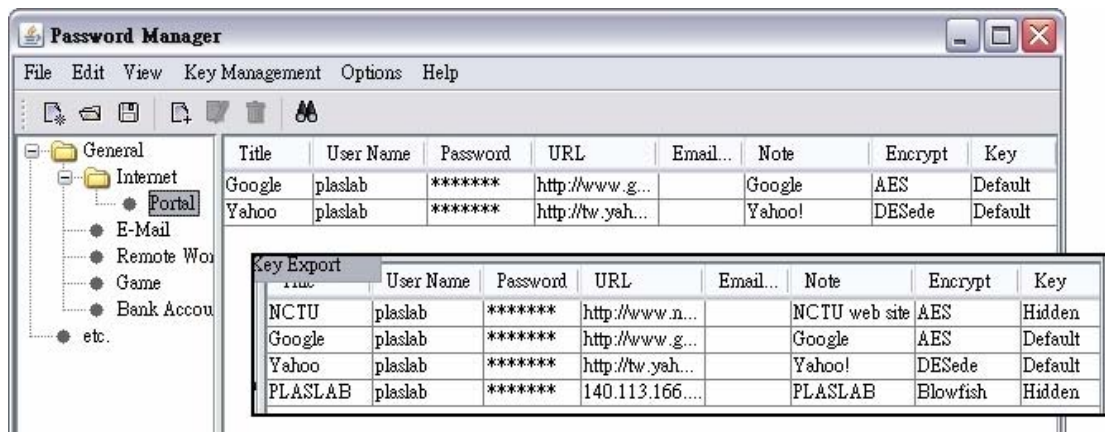 Password Manager
File Edit View Key Management Options Help
General
Internet
Portal
E-Mail
Remote Wor
Game
Bank Accou
etc.
Title User Name Password URL Email... Note Encrypt Key
Google plaslab ******* http://www.g... Google AES Default
Yahoo plaslab ******* http://tw.yah... Yahoo! DESede Default
Key Export
User Name Password URL Email... Note Encrypt Key
NCTU plaslab ******* http://www.n... NCTU web site AES Hidden
Google plaslab ******* http://www.g... Google AES Default
Yahoo plaslab ******* http://tw.yah... Yahoo! DESede Default
PLASLAB plaslab ******* 140.113.166.... PLASLAB Blowfish Hidden